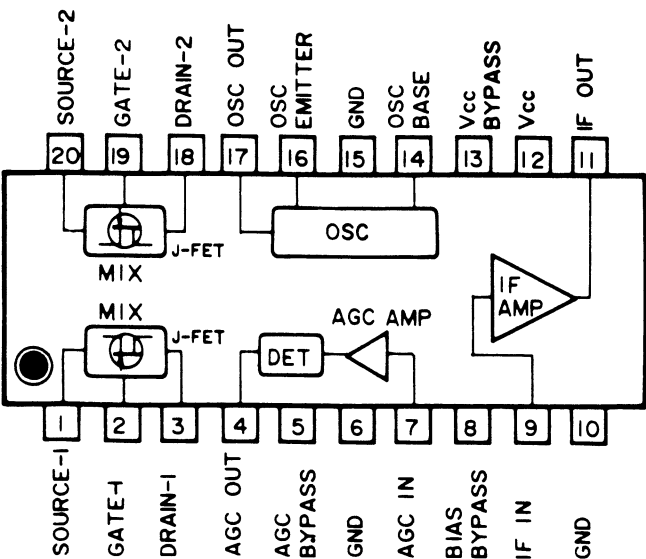 SOURCE-2
GATE-2
DRAIN-2
OSC OUT
OSC
EMITTER
GND
OSC
BASE
Vcc
BYPASS
Vcc
IF OUT
20 19 18 17 16 15 14 13 12 11
J-FET
MIX
OSC
IF
AMP
MIX
J-FET
AGC AMP
DET
1 2 3 4 5 6 7 8 9 10
SOURCE-1
GATE-1
DRAIN-1
AGC OUT
AGC
BYPASS
GND
AGC IN
BIAS
BYPASS
IF IN
GND